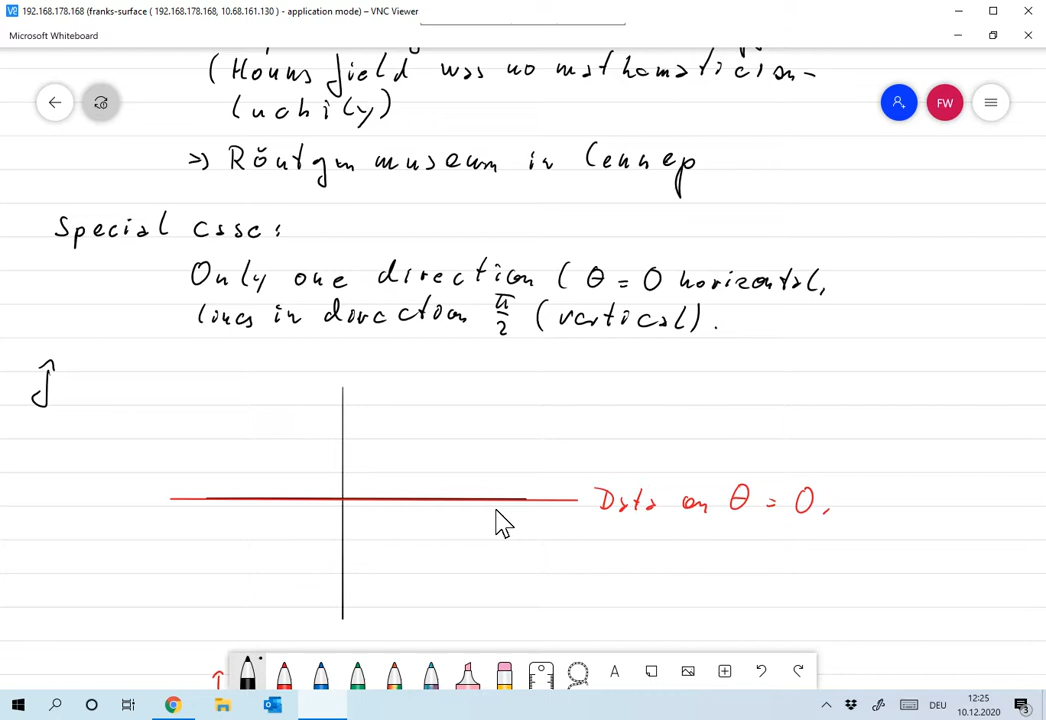 192.168.178.168 (franks-surface ( 192.168.178.168, 10.68.161.130 ) - application mode) – VNC Viewer
Microsoft Whiteboard
(Hounsfield was no mathematician-
luckily)
=> Röntgenmuseum in Lennep
FW
Special case:
Only one direction (θ = 0 horizontal,
lines in direction π/2 (vertical).
Data on θ = 0,
A
DEU
12:25
10.12.2020
3